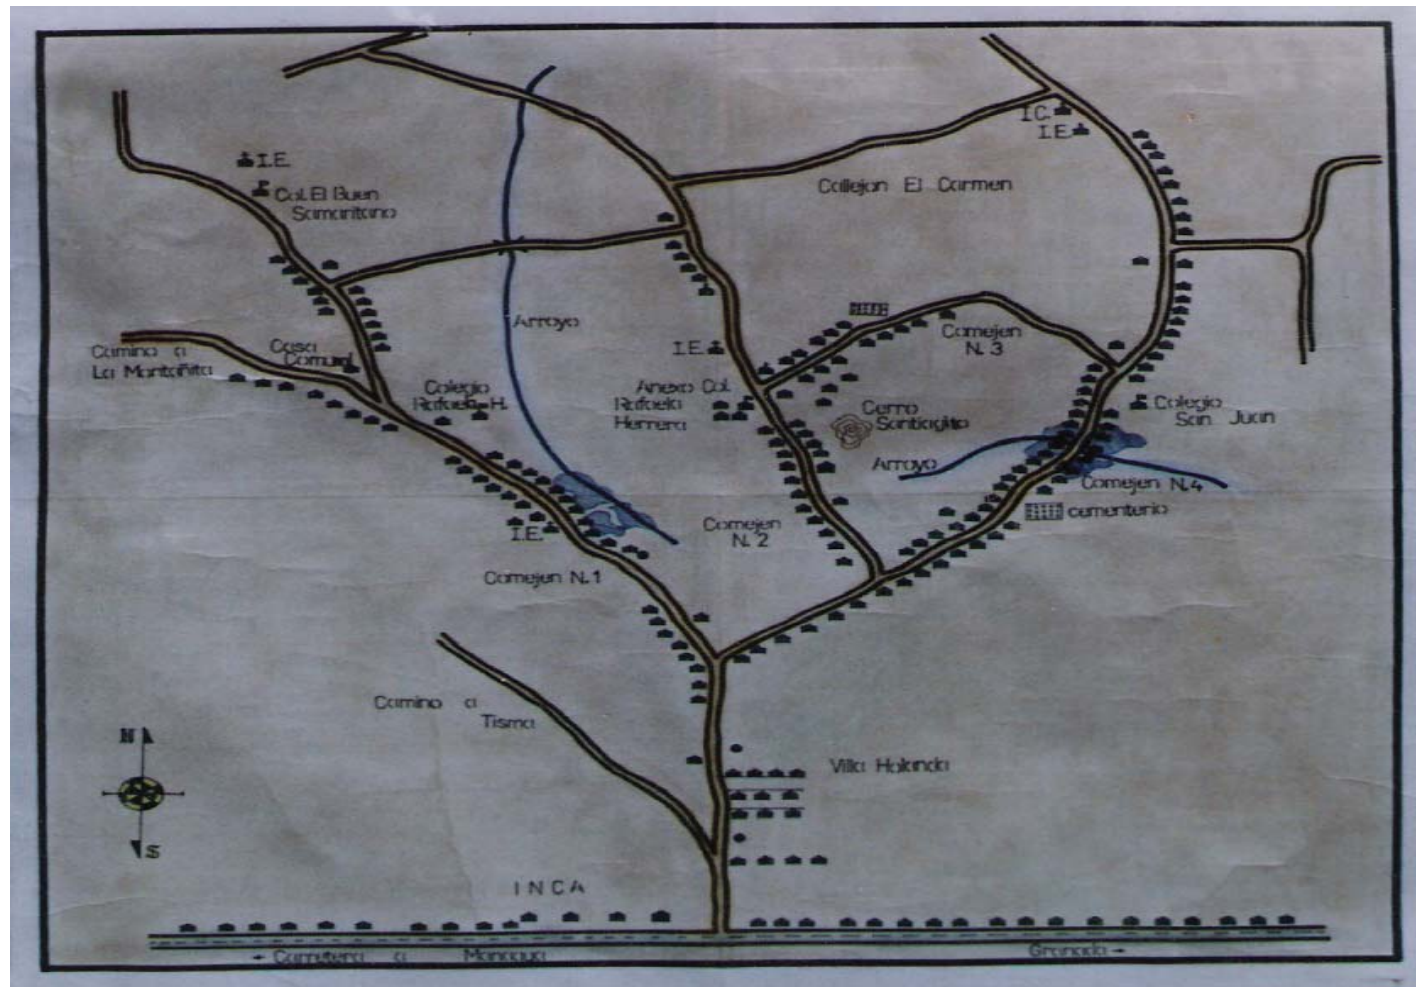 I.C.
I.E.
I.E.
Col. El Buen
Samaritano
Callejon El Carmen
Arroyo
Camino a
La Montañita
Casa
Comunal
I.E.
Comejen
N. 3
Colegio
Rafaela H.
Anexo Col.
Rafaela
Herrera
Cerro
Santiaguito
Colegio
San Juan
Arroyo
Comejen N.4
cementerio
I.E.
Comejen
N. 2
Comejen N.1
Camino a
Tisma
N
Villa Holanda
S
INCA
Carretera a Managua
Granada